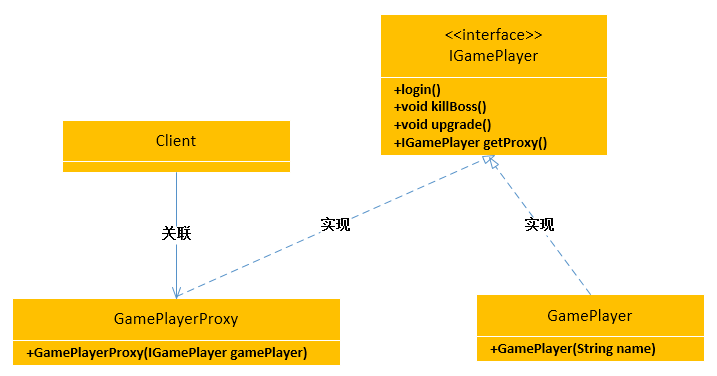 <<interface>>
IGamePlayer
+login()
+void killBoss()
+void upgrade()
+IGamePlayer getProxy()
Client
关联
实现
实现
GamePlayerProxy
+GamePlayerProxy(IGamePlayer gamePlayer)
GamePlayer
+GamePlayer(String name)